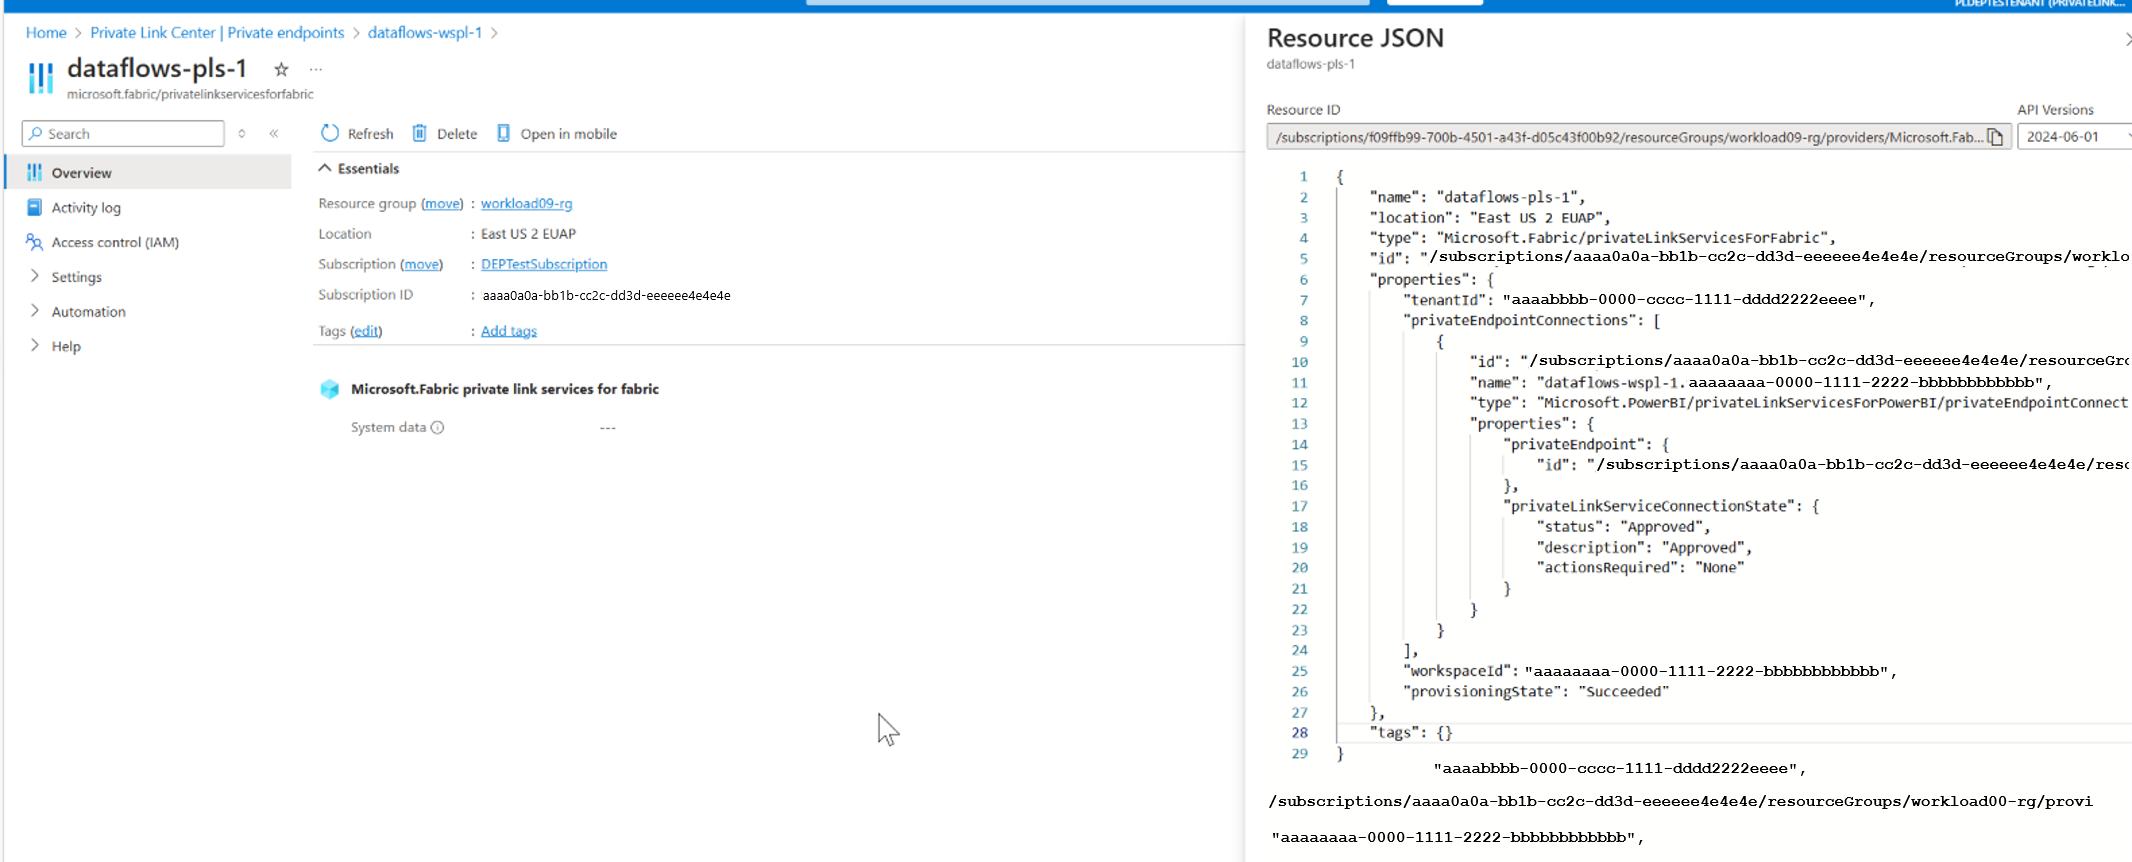 PLDEPTESTENANT (PRIVATELINK...
Home > Private Link Center | Private endpoints > dataflows-wspl-1 >
dataflows-pls-1
microsoft.fabric/privatelinkservicesforfabric
Search
Refresh Delete Open in mobile
Overview
Activity log
Access control (IAM)
Settings
Automation
Help
Essentials
Resource group (move) : workload09-rg
Location : East US 2 EUAP
Subscription (move) : DEPTestSubscription
Subscription ID : aaaa0a0a-bb1b-cc2c-dd3d-eeeeee4e4e4e
Tags (edit) : Add tags
Microsoft.Fabric private link services for fabric
System data ---
Resource JSON
dataflows-pls-1
Resource ID
API Versions
/subscriptions/f09ffb99-700b-4501-a43f-d05c43f00b92/resourceGroups/workload09-rg/providers/Microsoft.Fab...
2024-06-01
1 {
2 "name": "dataflows-pls-1",
3 "location": "East US 2 EUAP",
4 "type": "Microsoft.Fabric/privateLinkServicesForFabric",
5 "id": "/subscriptions/aaaa0a0a-bb1b-cc2c-dd3d-eeeeee4e4e4e/resourceGroups/worklo
6 "properties": {
7 "tenantId": "aaaabbbb-0000-cccc-1111-dddd2222eeee",
8 "privateEndpointConnections": [
9 {
10 "id": "/subscriptions/aaaa0a0a-bb1b-cc2c-dd3d-eeeeee4e4e4e/resourceGro
11 "name": "dataflows-wspl-1.aaaaaaaa-0000-1111-2222-bbbbbbbbbbbb",
12 "type": "Microsoft.PowerBI/privateLinkServicesForPowerBI/privateEndpointConnect
13 "properties": {
14 "privateEndpoint": {
15 "id": "/subscriptions/aaaa0a0a-bb1b-cc2c-dd3d-eeeeee4e4e4e/reso
16 },
17 "privateLinkServiceConnectionState": {
18 "status": "Approved",
19 "description": "Approved",
20 "actionsRequired": "None"
21 }
22 }
23 }
24 ],
25 "workspaceId": "aaaaaaaa-0000-1111-2222-bbbbbbbbbbbb",
26 "provisioningState": "Succeeded"
27 },
28 "tags": {}
29 }
"aaaabbbb-0000-cccc-1111-dddd2222eeee",
/subscriptions/aaaa0a0a-bb1b-cc2c-dd3d-eeeeee4e4e4e/resourceGroups/workload00-rg/provi
"aaaaaaaa-0000-1111-2222-bbbbbbbbbbbb",